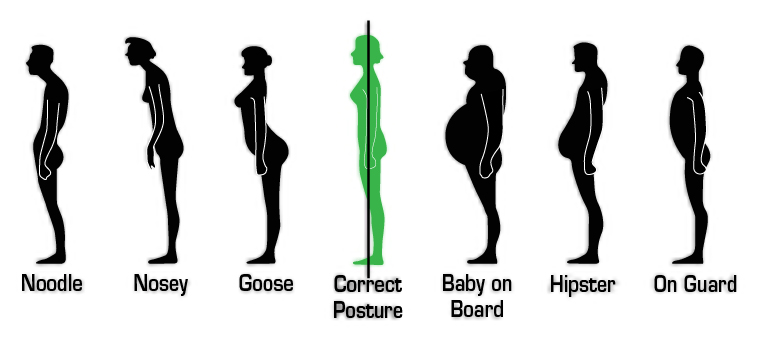 Noodle
Nosey
Goose
Correct
Posture
Baby on
Board
Hipster
On Guard